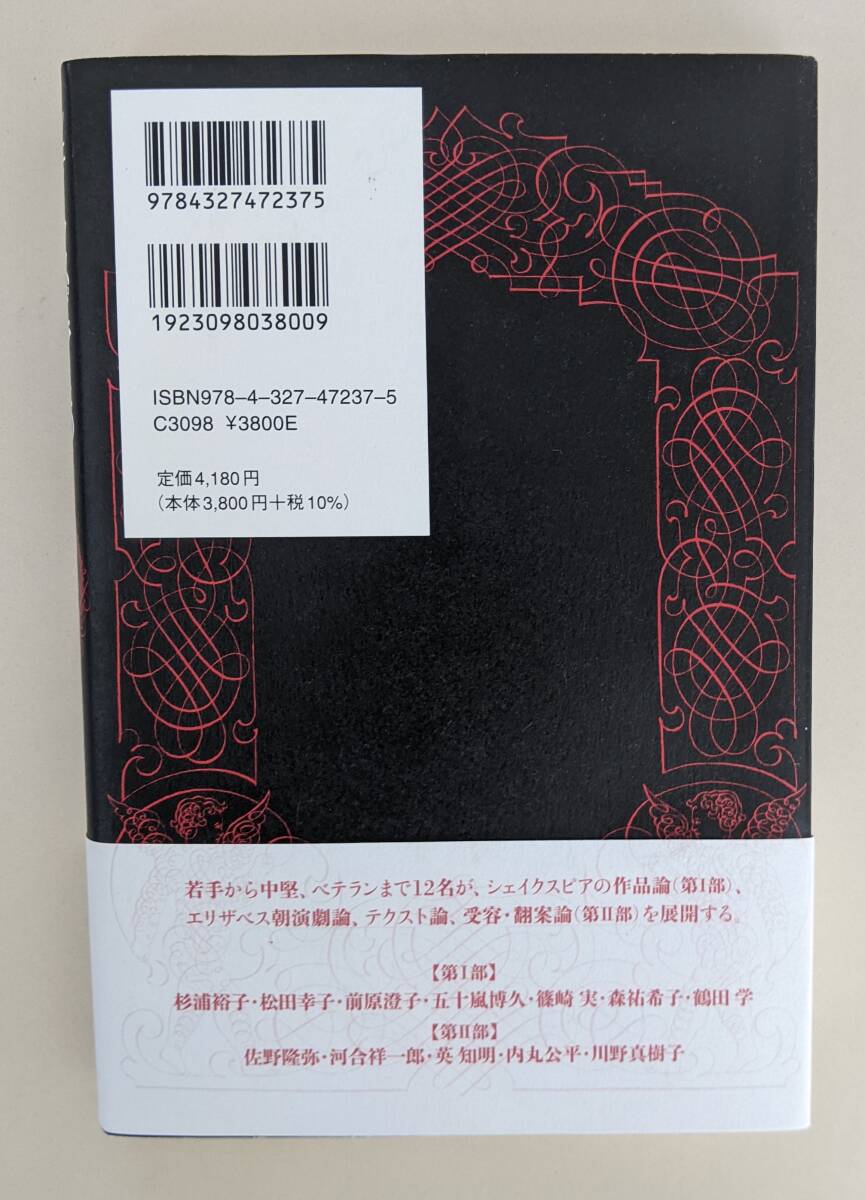 9784327472375
1923098038009
ISBN978–4–327–47237–5
C3098 ¥3800E
定価4,180円
（本体3,800円＋税10%）
若手から中堅、ベテランまで12名が、シェイクスピアの作品論（第Ⅰ部）、
エリザベス朝演劇論、テクスト論、受容・翻案論（第Ⅱ部）を展開する。
【第Ⅰ部】
杉浦裕子・松田幸子・前原澄子・五十嵐博久・篠崎 実・森祐希子・鶴田 学
【第Ⅱ部】
佐野隆弥・河合祥一郎・英 知明・内丸公平・川野真樹子